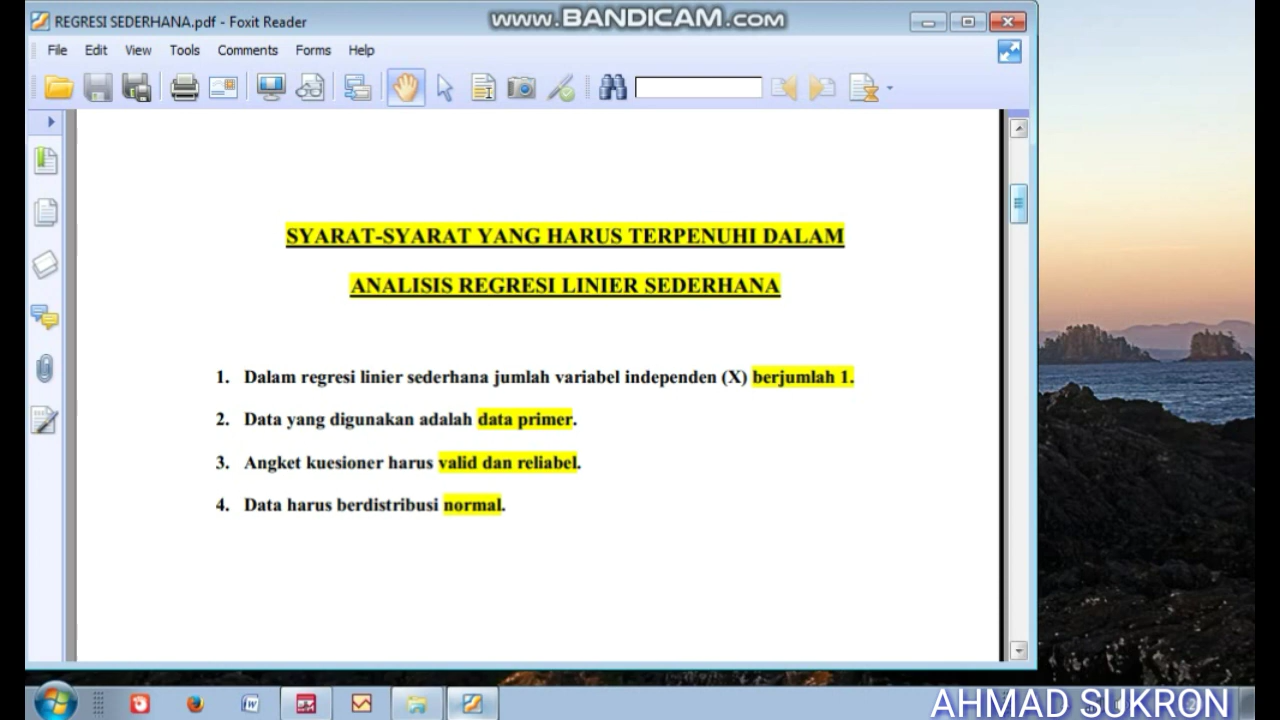 REGRESI SEDERHANA.pdf - Foxit Reader
www.BANDICAM.com
File Edit View Tools Comments Forms Help
SYARAT-SYARAT YANG HARUS TERPENUHI DALAM
ANALISIS REGRESI LINIER SEDERHANA
1. Dalam regresi linier sederhana jumlah variabel independen (X) berjumlah 1.
2. Data yang digunakan adalah data primer.
3. Angket kuesioner harus valid dan reliabel.
4. Data harus berdistribusi normal.
AHMAD SUKRON